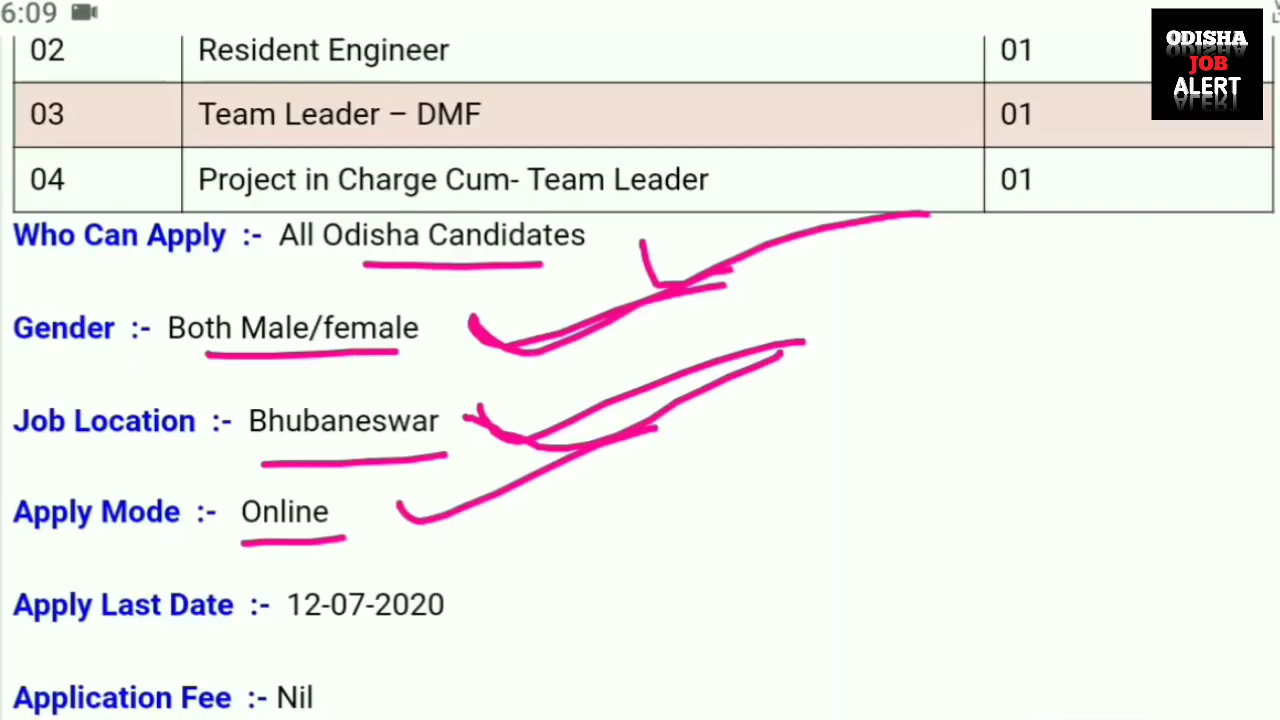 6:09
ODISHA
JOB
ALERT
02 Resident Engineer 01
03 Team Leader – DMF 01
04 Project in Charge Cum- Team Leader 01
Who Can Apply :- All Odisha Candidates
Gender :- Both Male/female
Job Location :- Bhubaneswar
Apply Mode :- Online
Apply Last Date :- 12-07-2020
Application Fee :- Nil